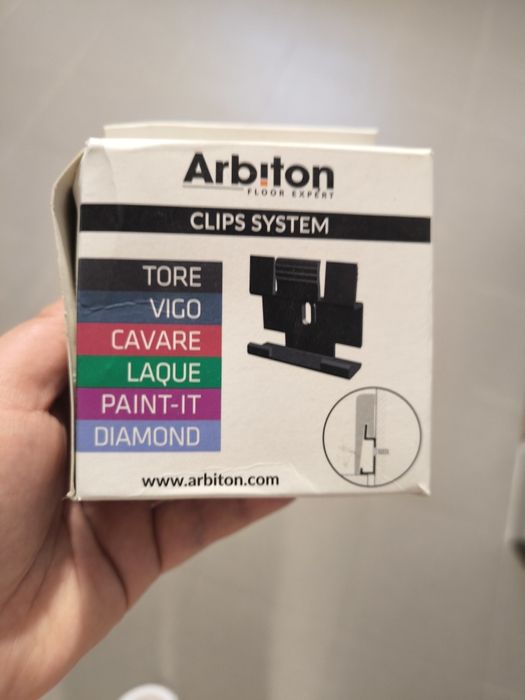 Arbiton
FLOOR EXPERT
CLIPS SYSTEM
TORE
VIGO
CAVARE
LAQUE
PAINT-IT
DIAMOND
www.arbiton.com